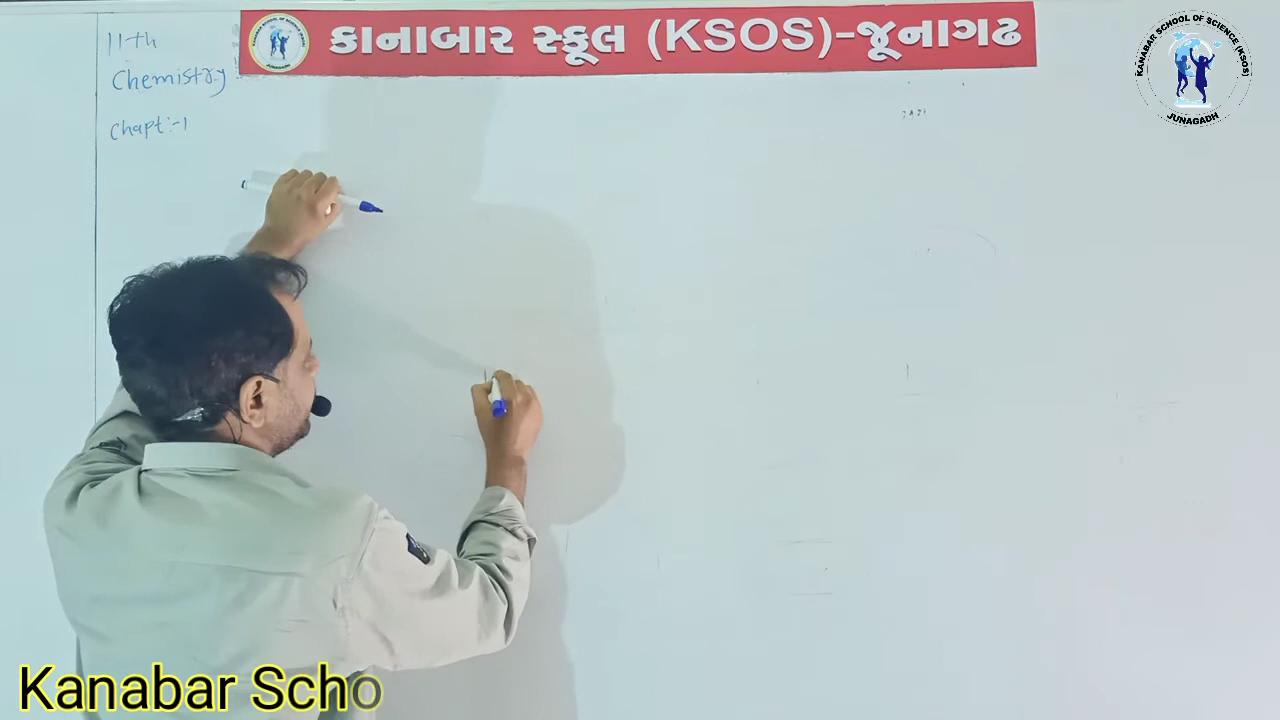 કાનાબાર સ્કૂલ (KSOS)-જૂનાગઢ
KANABAR SCHOOL OF SCIENCE (KSOS)
JUNAGADH
11th
Chemistry
Chapt:-1
Kanabar Scho